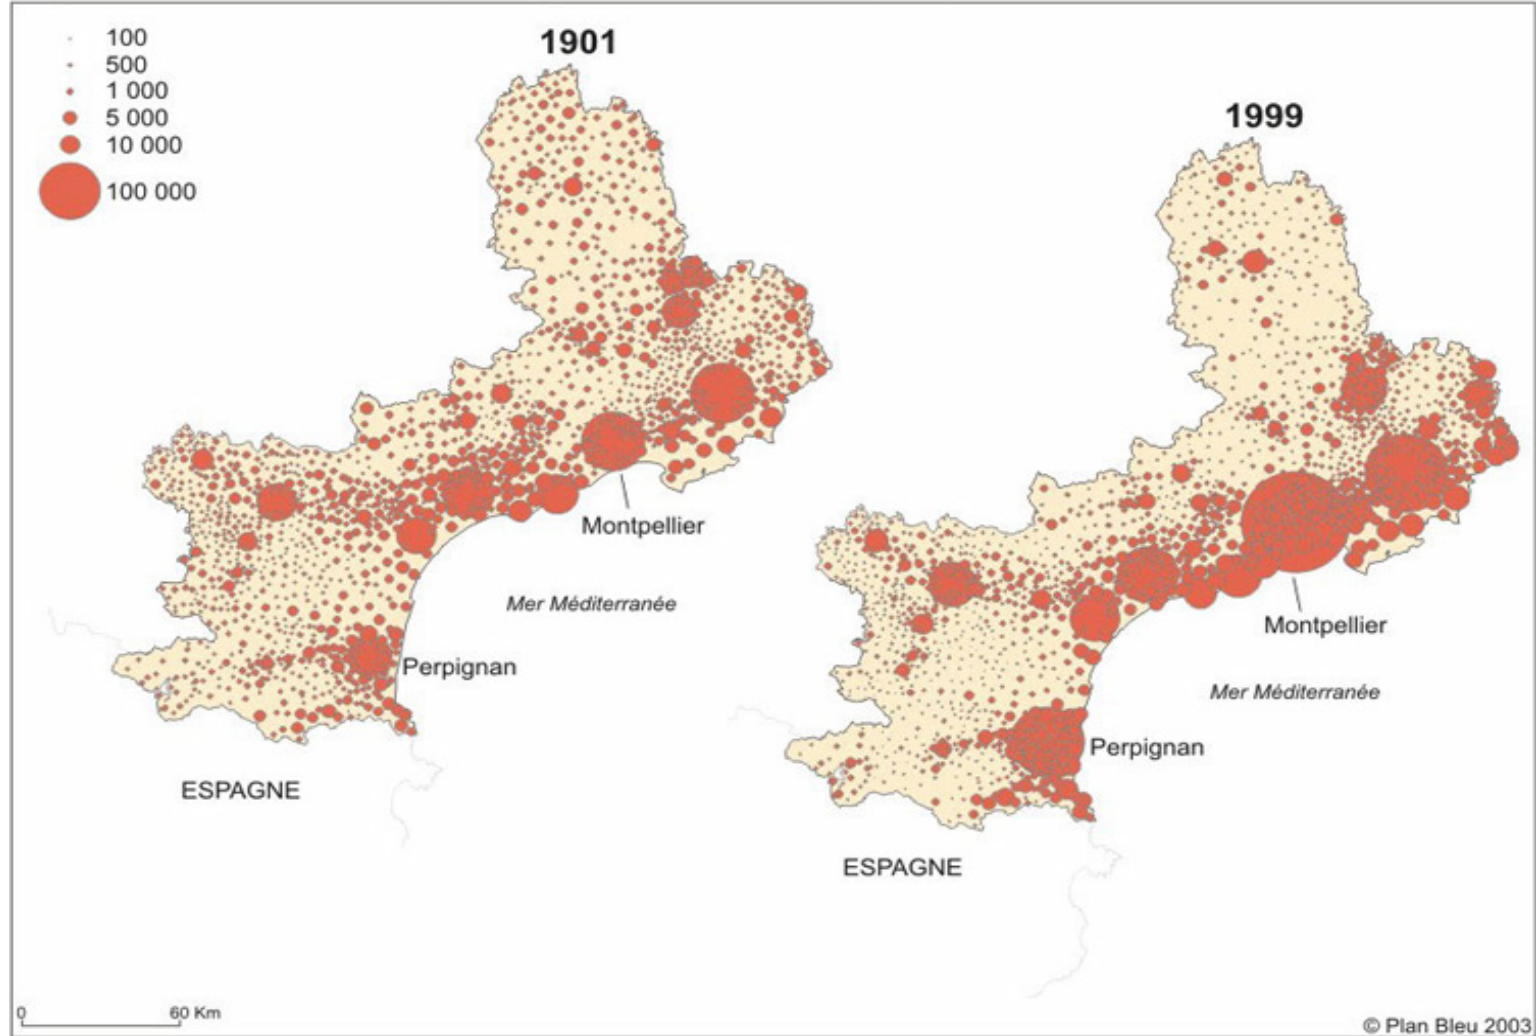 100
500
1 000
5 000
10 000
100 000
1901
Montpellier
Mer Méditerranée
Perpignan
ESPAGNE
1999
Montpellier
Mer Méditerranée
Perpignan
ESPAGNE
0 60 Km
© Plan Bleu 2003